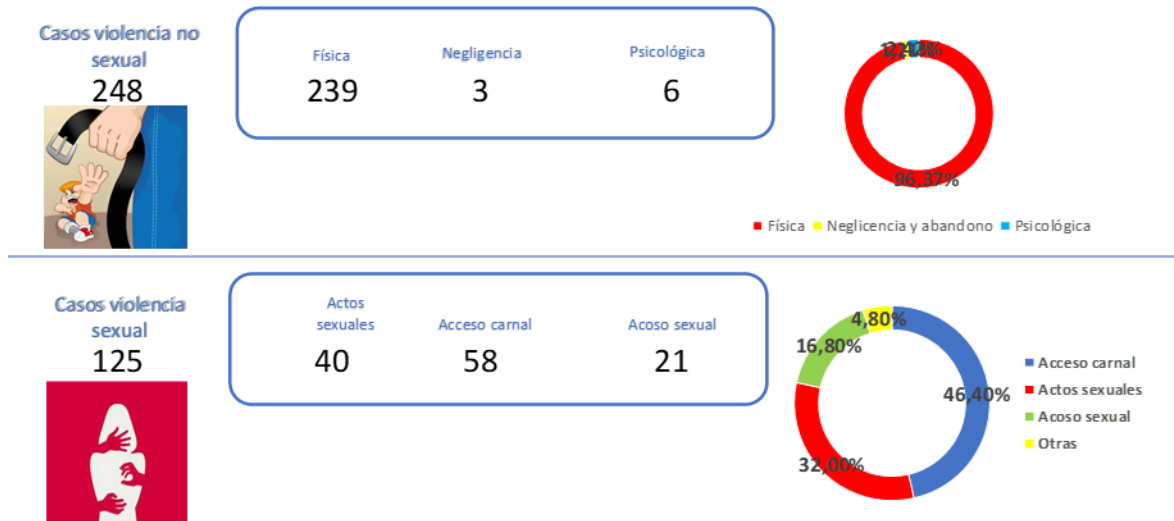 Casos violencia no
sexual
248
Física
Negligencia
Psicológica
239
3
6
96,37%
Física
Neglicencia y abandono
Psicológica
Casos violencia
sexual
125
Actos
sexuales
Acceso carnal
Acoso sexual
40
58
21
4,80%
16,80%
46,40%
32,00%
Acceso carnal
Actos sexuales
Acoso sexual
Otras